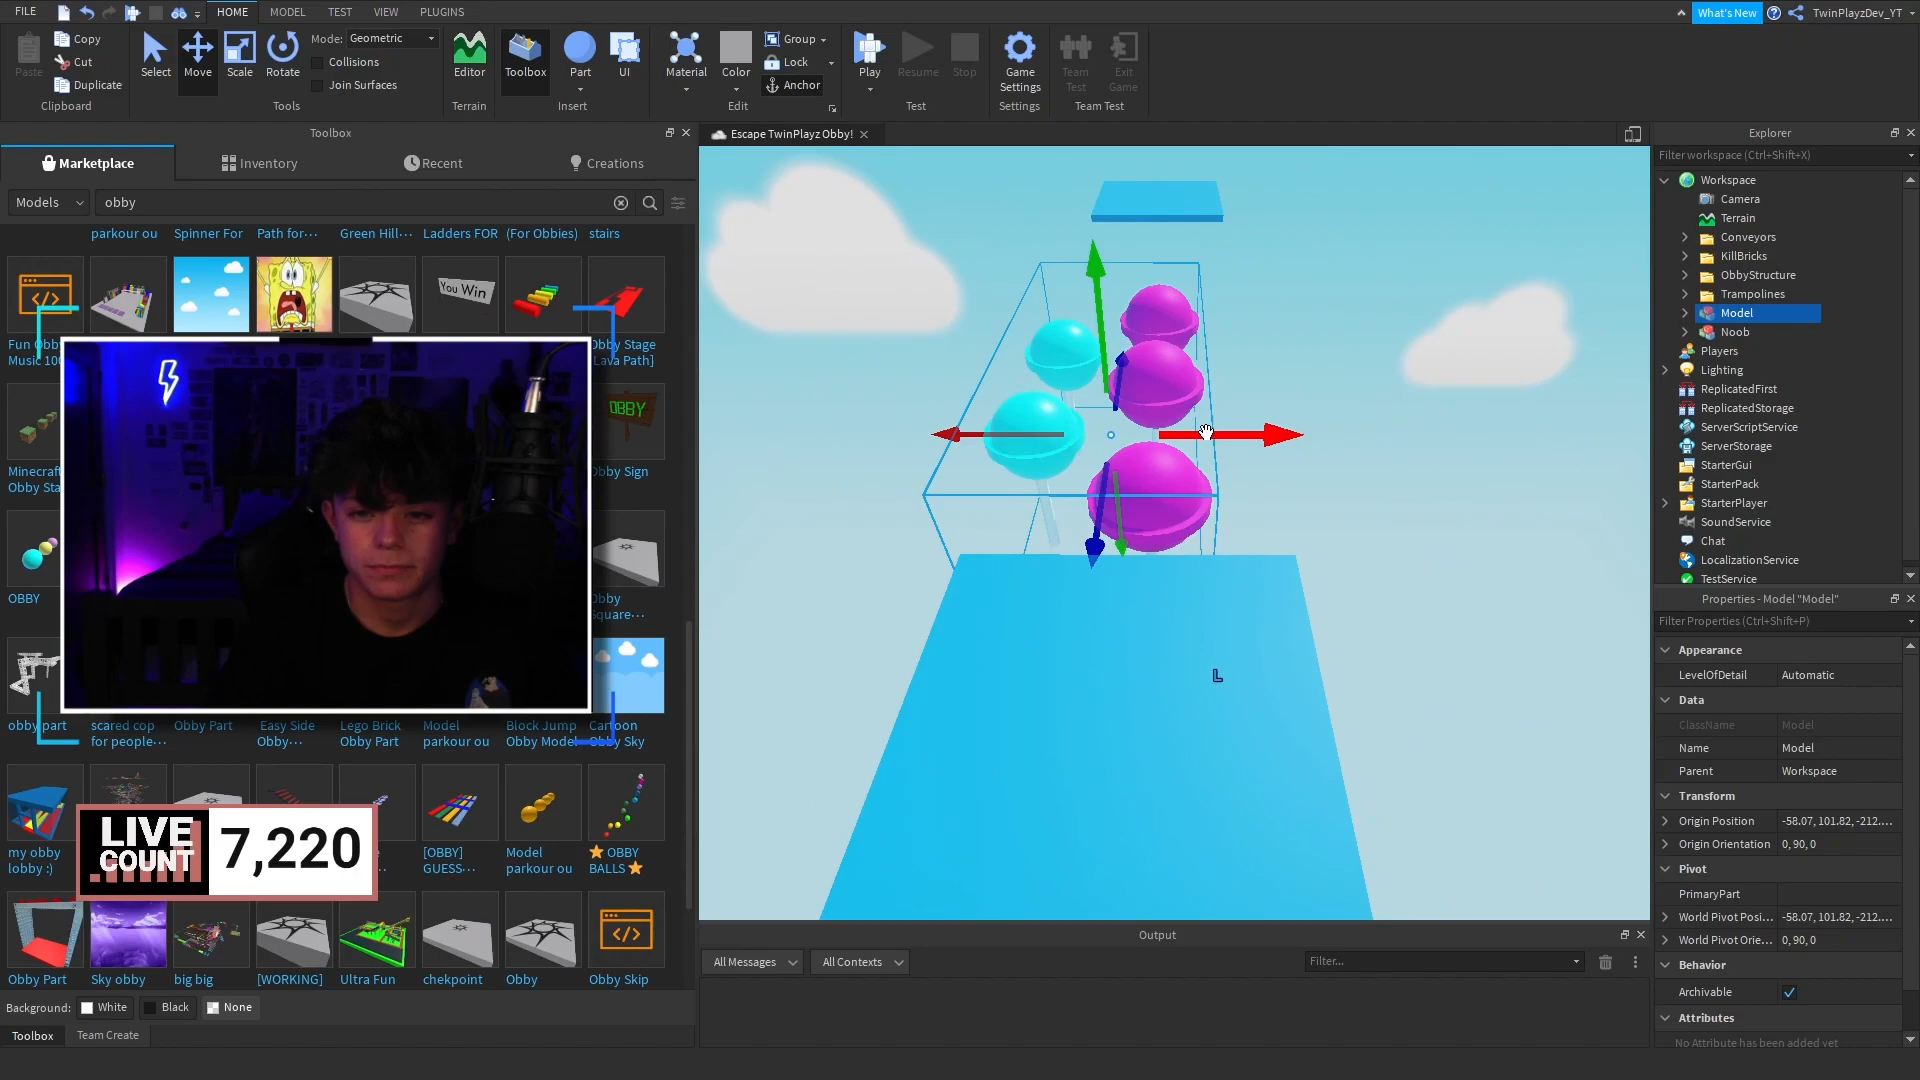 FILE
HOME
MODEL
TEST
VIEW
PLUGINS
What's New
TwinPlayzDev_YT
Paste
Copy
Cut
Duplicate
Clipboard
Select
Move
Scale
Rotate
Mode: Geometric
Collisions
Join Surfaces
Tools
Editor
Terrain
Toolbox
Part
UI
Insert
Material
Color
Group
Lock
Anchor
Edit
Play
Resume
Stop
Test
Game
Settings
Settings
Team
Test
Exit
Game
Team Test
Toolbox
Marketplace
Inventory
Recent
Creations
Models
obby
parkour ou
Spinner For
Path for···
Green Hill···
Ladders FOR
(For Obbies)
stairs
You Win
Fun Obby
Music 100
Obby Stage
[Lava Path]
OBBY
Minecraft
Obby Sta
Obby Sign
OBBY
Obby
Square···
obby part
scared cop
for people···
Obby Part
Easy Side
Obby···
Lego Brick
Obby Part
Model
parkour ou
Block Jump
Obby Model
Cartoon
Obby Sky
my obby
lobby :)
[OBBY]
GUESS···
Model
parkour ou
OBBY
BALLS
LIVE
COUNT
7,220
Obby Part
Sky obby
big big
[WORKING]
Ultra Fun
chekpoint
Obby
Obby Skip
Background:
White
Black
None
Toolbox
Team Create
Escape TwinPlayz Obby!
L
Output
All Messages
All Contexts
Filter...
Explorer
Filter workspace (Ctrl+Shift+X)
Workspace
Camera
Terrain
Conveyors
KillBricks
ObbyStructure
Trampolines
Model
Noob
Players
Lighting
ReplicatedFirst
ReplicatedStorage
ServerScriptService
ServerStorage
StarterGui
StarterPack
StarterPlayer
SoundService
Chat
LocalizationService
TestService
Properties - Model "Model"
Filter Properties (Ctrl+Shift+P)
Appearance
LevelOfDetail Automatic
Data
ClassName Model
Name Model
Parent Workspace
Transform
Origin Position -58.07, 101.82, -212....
Origin Orientation 0, 90, 0
Pivot
PrimaryPart
World Pivot Posi... -58.07, 101.82, -212....
World Pivot Orie... 0, 90, 0
Behavior
Archivable
Attributes
No Attribute has been added yet